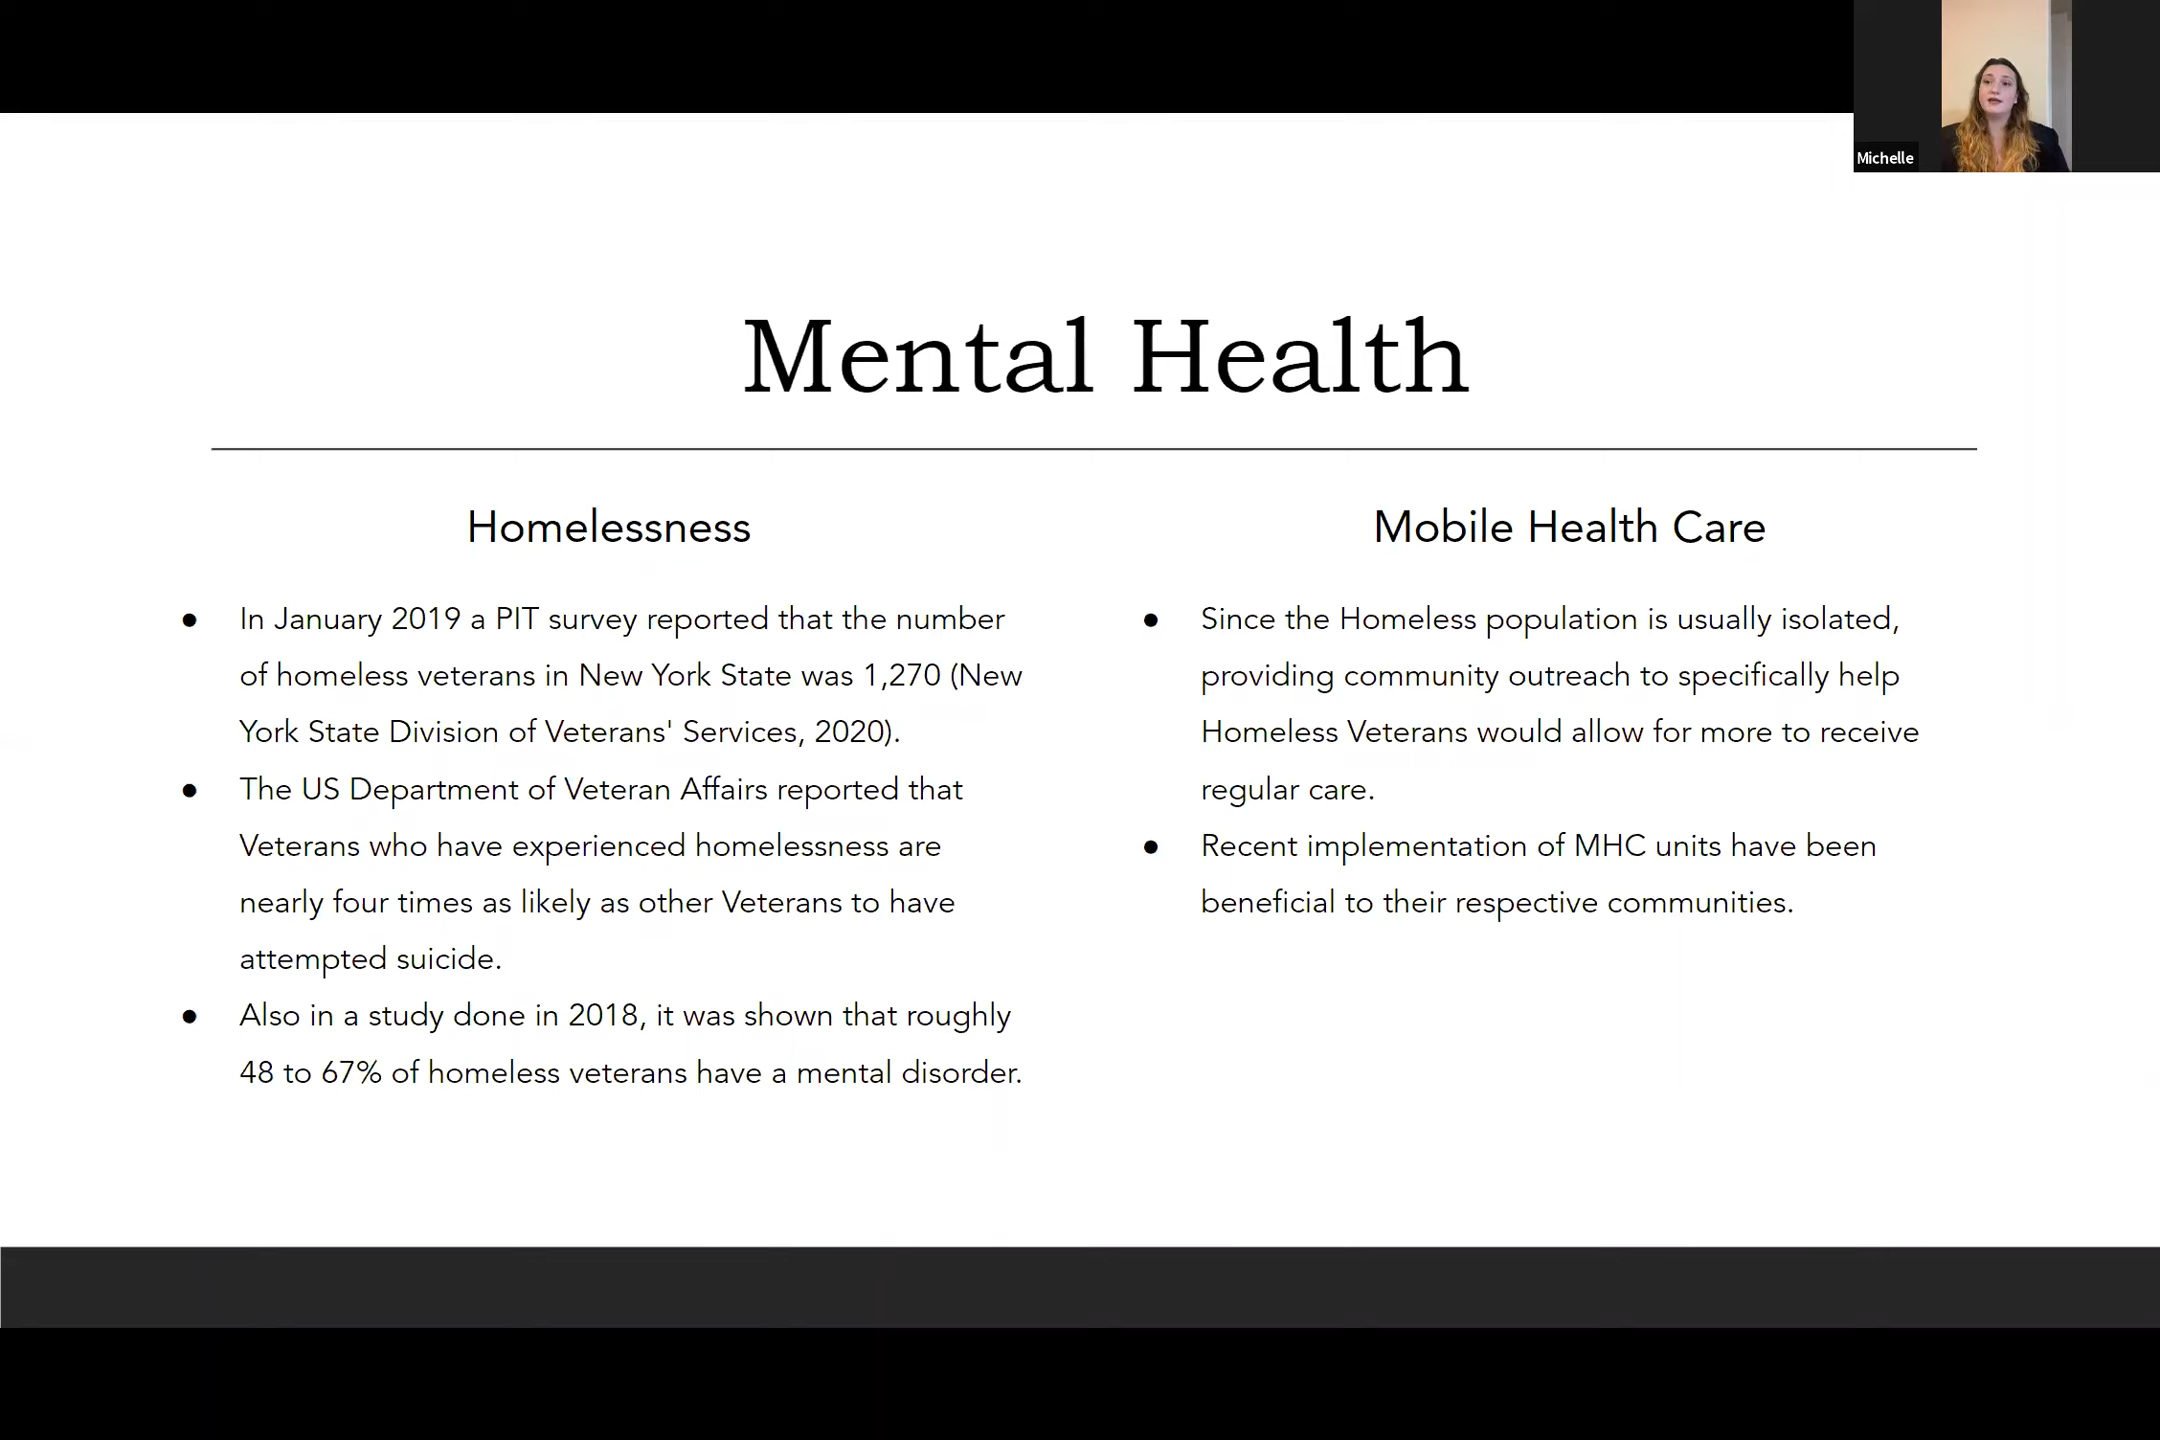 Michelle
Mental Health
Homelessness
● In January 2019 a PIT survey reported that the number
of homeless veterans in New York State was 1,270 (New
York State Division of Veterans' Services, 2020).
● The US Department of Veteran Affairs reported that
Veterans who have experienced homelessness are
nearly four times as likely as other Veterans to have
attempted suicide.
● Also in a study done in 2018, it was shown that roughly
48 to 67% of homeless veterans have a mental disorder.
Mobile Health Care
● Since the Homeless population is usually isolated,
providing community outreach to specifically help
Homeless Veterans would allow for more to receive
regular care.
● Recent implementation of MHC units have been
beneficial to their respective communities.